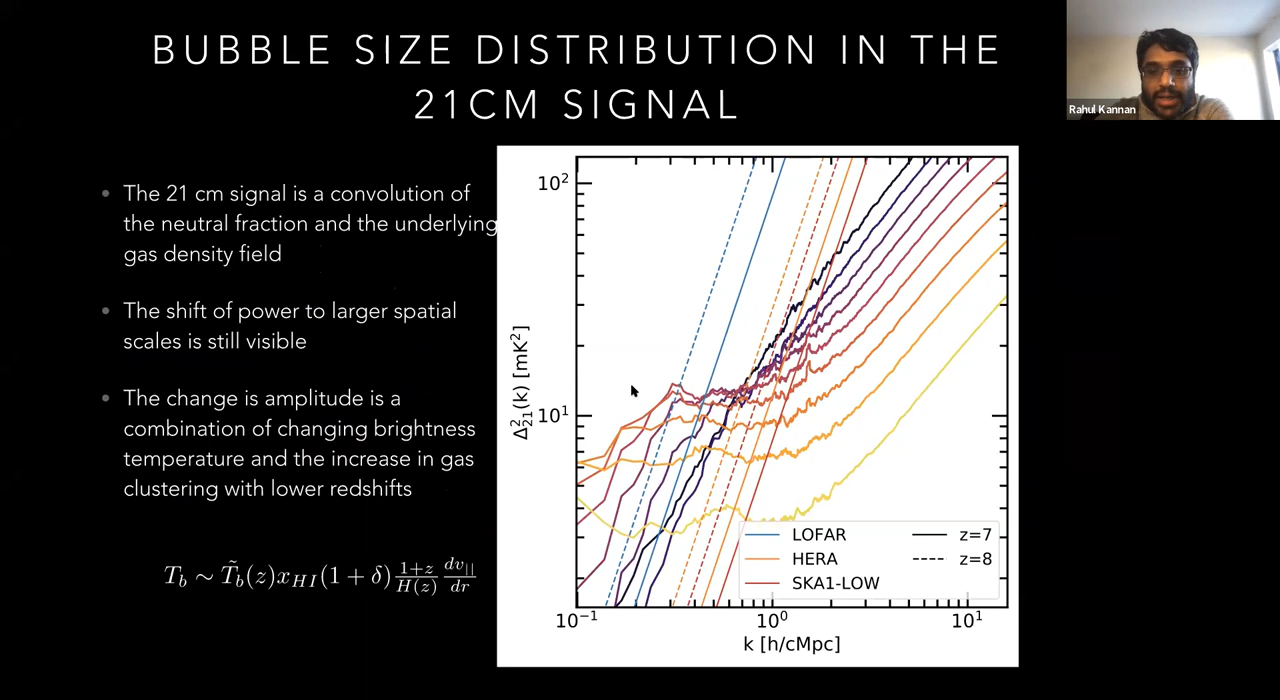 BUBBLE SIZE DISTRIBUTION IN THE
21CM SIGNAL
Rahul Kannan
The 21 cm signal is a convolution of
the neutral fraction and the underlying
gas density field
The shift of power to larger spatial
scales is still visible
The change is amplitude is a
combination of changing brightness
temperature and the increase in gas
clustering with lower redshifts
T_b ∼ T̃_b(z)x_{HI}(1 + δ) \frac{1+z}{H(z)} \frac{dv_{||}}{dr}
10²
10¹
Δ²₂₁(k) [mK²]
LOFAR
HERA
SKA1-LOW
z=7
z=8
10⁻¹
10⁰
10¹
k [h/cMpc]